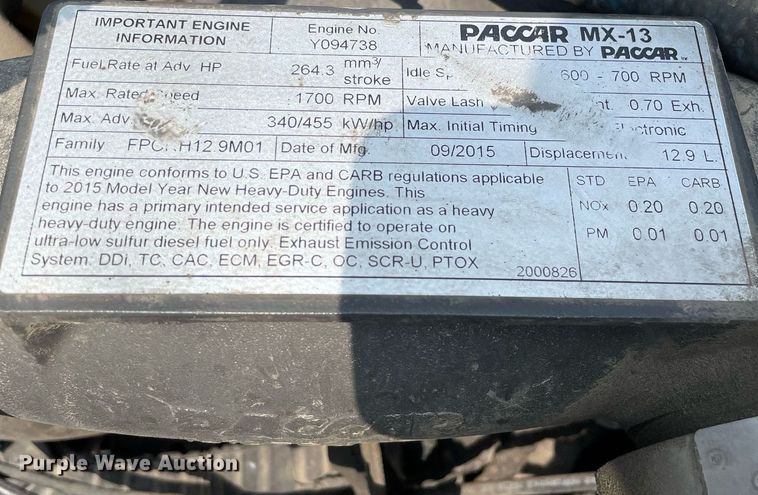 IMPORTANT ENGINE INFORMATION
Engine No.
Y094738
PACCAR MX-13
MANUFACTURED BY PACCAR
Fuel Rate at Adv HP 264.3 mm³/stroke
Idle 600 - 700 RPM
Max. Rated Speed 1700 RPM
Valve Lash 0.70 Exh.
Max. Adv 340/455 kW/hp
Max. Initial Timing
Family
Date of Mfg. 09/2015
12.9 L.
This engine conforms to U.S. EPA and CARB regulations applicable
to 2015 Model Year New Heavy-Duty Engines. This
engine has a primary intended service application as a heavy
heavy-duty engine. The engine is certified to operate on
ultra-low sulfur diesel fuel only. Exhaust Emission Control
System: DDI, TC, CAC, ECM, EGR-C, OC, SCR-U, PTOX
2000826
STD EPA CARB
NOx 0.20 0.20
PM 0.01 0.01
Purple Wave Auction